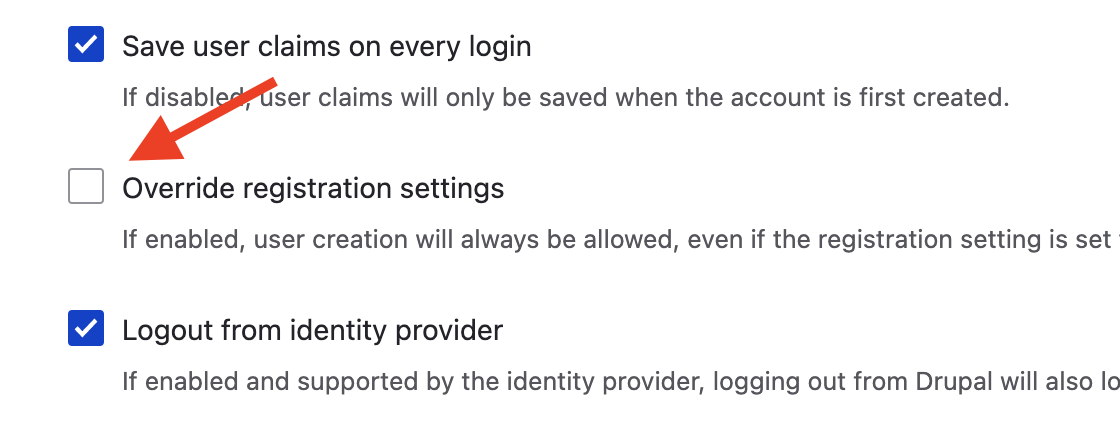 Save user claims on every login
If disabled, user claims will only be saved when the account is first created.
Override registration settings
If enabled, user creation will always be allowed, even if the registration setting is set
Logout from identity provider
If enabled and supported by the identity provider, logging out from Drupal will also